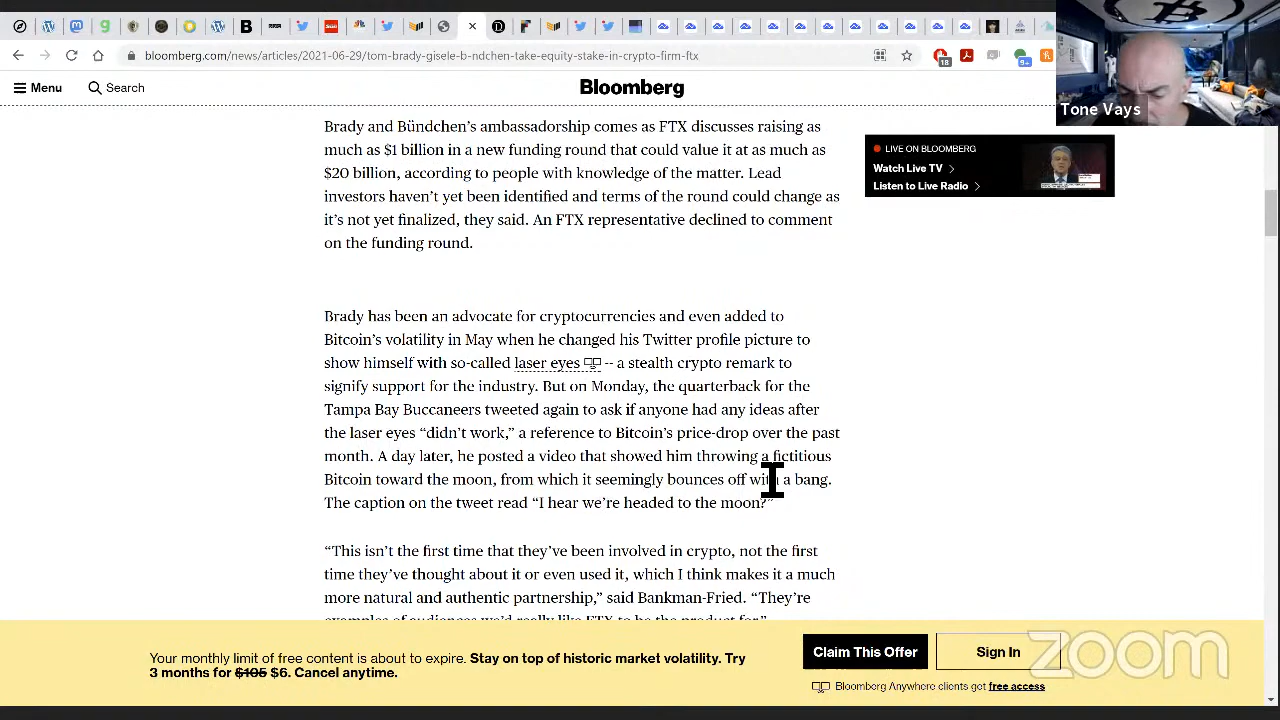 bloomberg.com/news/articles/2021-06-
Tone Vays
Menu
Search
Bloomberg
Brady and Bündchen's ambassadorship comes as FTX discusses raising as
much as $1 billion in a new funding round that could value it at as much as
$20 billion, according to people with knowledge of the matter. Lead
investors haven't yet been identified and terms of the round could change as
it's not yet finalized, they said. An FTX representative declined to comment
on the funding round.
LIVE ON BLOOMBERG
Watch Live TV
Listen to Live Radio
Brady has been an advocate for cryptocurrencies and even added to
Bitcoin's volatility in May when he changed his Twitter profile picture to
show himself with so-called laser eyes -- a stealth crypto remark to
signify support for the industry. But on Monday, the quarterback for the
Tampa Bay Buccaneers tweeted again to ask if anyone had any ideas after
the laser eyes “didn't work,” a reference to Bitcoin's price-drop over the past
month. A day later, he posted a video that showed him throwing a fictitious
Bitcoin toward the moon, from which it seemingly bounces off with a bang.
The caption on the tweet read “I hear we're headed to the moon?”
“This isn't the first time that they've been involved in crypto, not the first
time they've thought about it or even used it, which I think makes it a much
more natural and authentic partnership,” said Bankman-Fried. “They're
examples of audiences we'd really like FTX to be the product for.”
Your monthly limit of free content is about to expire. Stay on top of historic market volatility. Try
3 months for $105 $6. Cancel anytime.
Claim This Offer
Sign In
Bloomberg Anywhere clients get free access
zoom